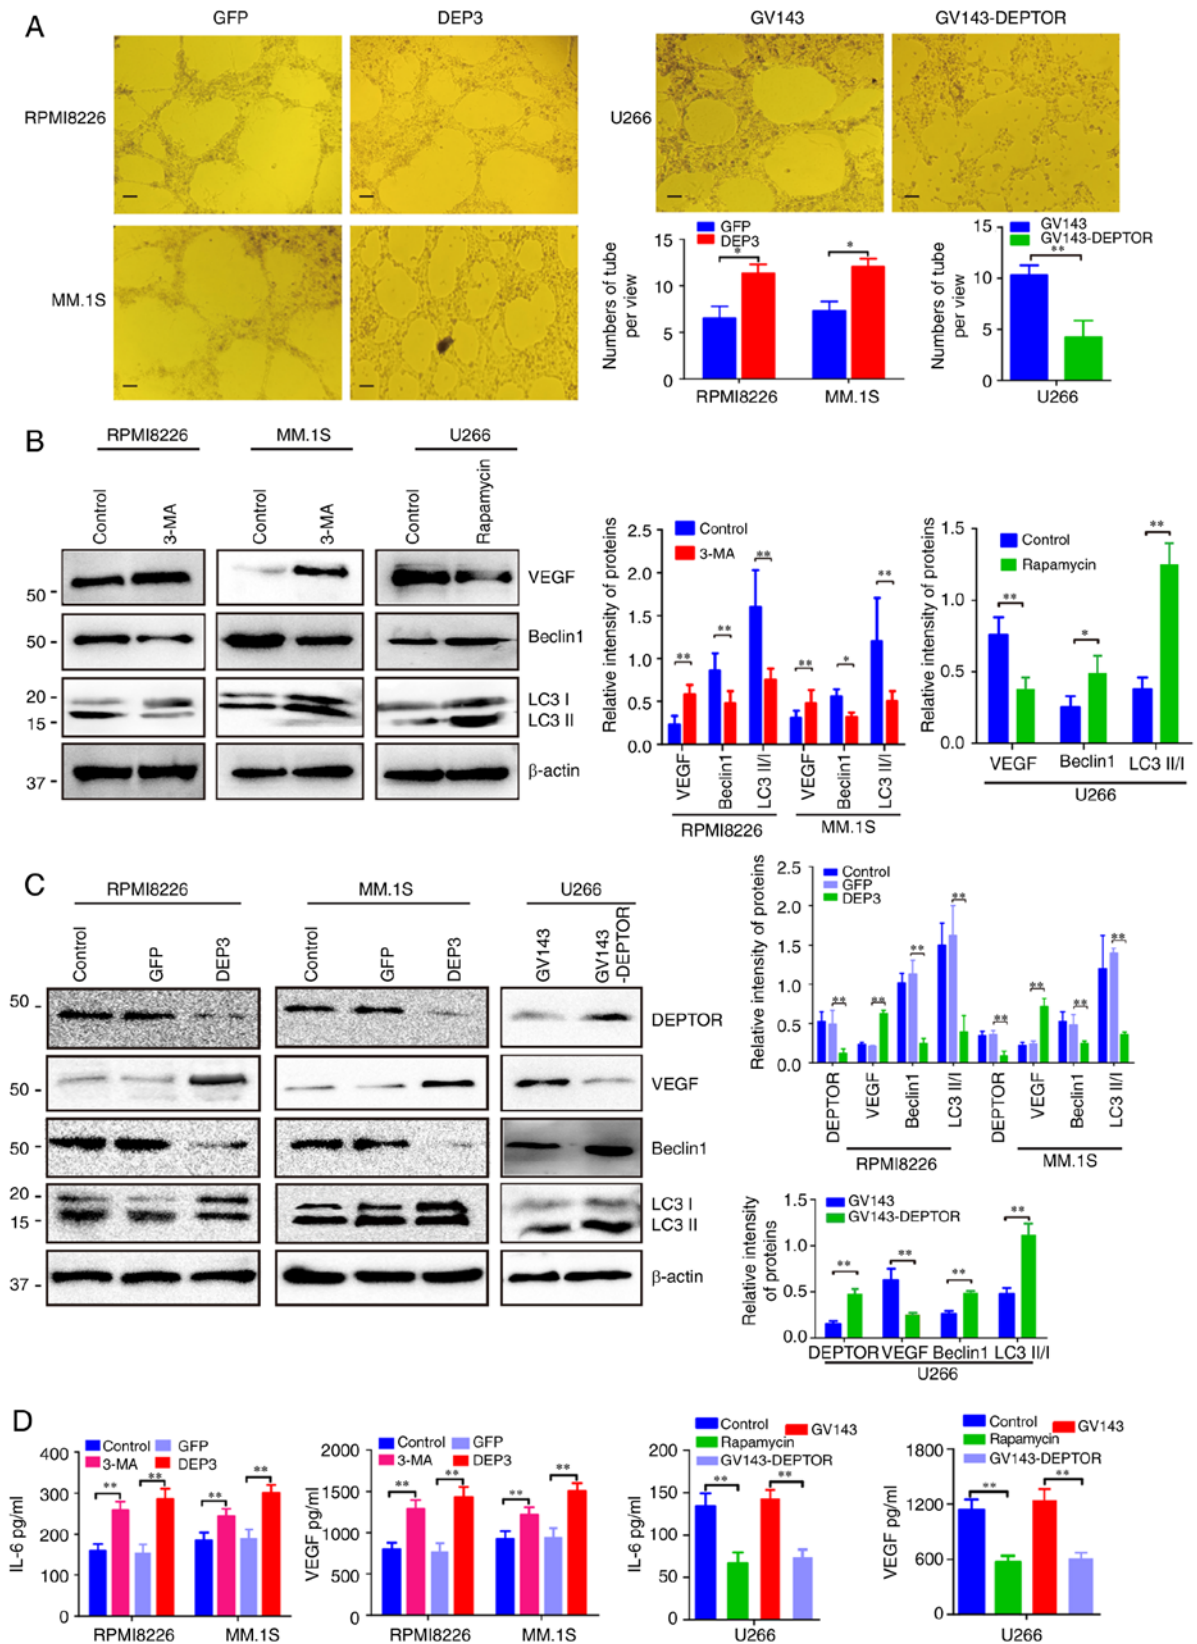 A
GFP
DEP3
GV143
GV143-DEPTOR
RPMI8226
U266
MM.1S
GFP
DEP3
Numbers of tube
per view
15
10
5
0
*
*
RPMI8226
MM.1S
GV143
GV143-DEPTOR
Numbers of tube
per view
15
10
5
0
**
U266
B
RPMI8226
MM.1S
U266
Control
3-MA
Control
3-MA
Control
Rapamycin
50 -
VEGF
50 -
Beclin1
20 -
LC3 I
15 -
LC3 II
37 -
β-actin
Relative intensity of proteins
2.5
2.0
1.5
1.0
0.5
0.0
Control
3-MA
**
**
**
**
*
**
VEGF
Beclin1
LC3 II/I
VEGF
Beclin1
LC3 II/I
RPMI8226
MM.1S
Relative intensity of proteins
1.5
1.0
0.5
0.0
Control
Rapamycin
**
*
**
VEGF
Beclin1
LC3 II/I
U266
C
RPMI8226
MM.1S
U266
Control
GFP
DEP3
Control
GFP
DEP3
GV143
GV143
-DEPTOR
50 -
DEPTOR
50 -
VEGF
50 -
Beclin1
20 -
LC3 I
15 -
LC3 II
37 -
β-actin
Relative intensity of proteins
2.5
2.0
1.5
1.0
0.5
0.0
Control
GFP
DEP3
**
**
**
**
**
**
**
**
DEPTOR
VEGF
Beclin1
LC3 II/I
DEPTOR
VEGF
Beclin1
LC3 II/I
RPMI8226
MM.1S
Relative intensity
of proteins
1.5
1.0
0.5
0.0
GV143
GV143-DEPTOR
**
**
**
**
DEPTOR
VEGF
Beclin1
LC3 II/I
U266
D
IL-6 pg/ml
400
300
200
100
0
Control
GFP
3-MA
DEP3
**
**
**
**
RPMI8226
MM.1S
VEGF pg/ml
2000
1500
1000
500
0
Control
GFP
3-MA
DEP3
**
**
**
**
RPMI8226
MM.1S
IL-6 pg/ml
200
150
100
50
0
Control
GV143
Rapamycin
GV143-DEPTOR
**
**
U266
VEGF pg/ml
1800
1200
600
0
Control
GV143
Rapamycin
GV143-DEPTOR
**
**
U266